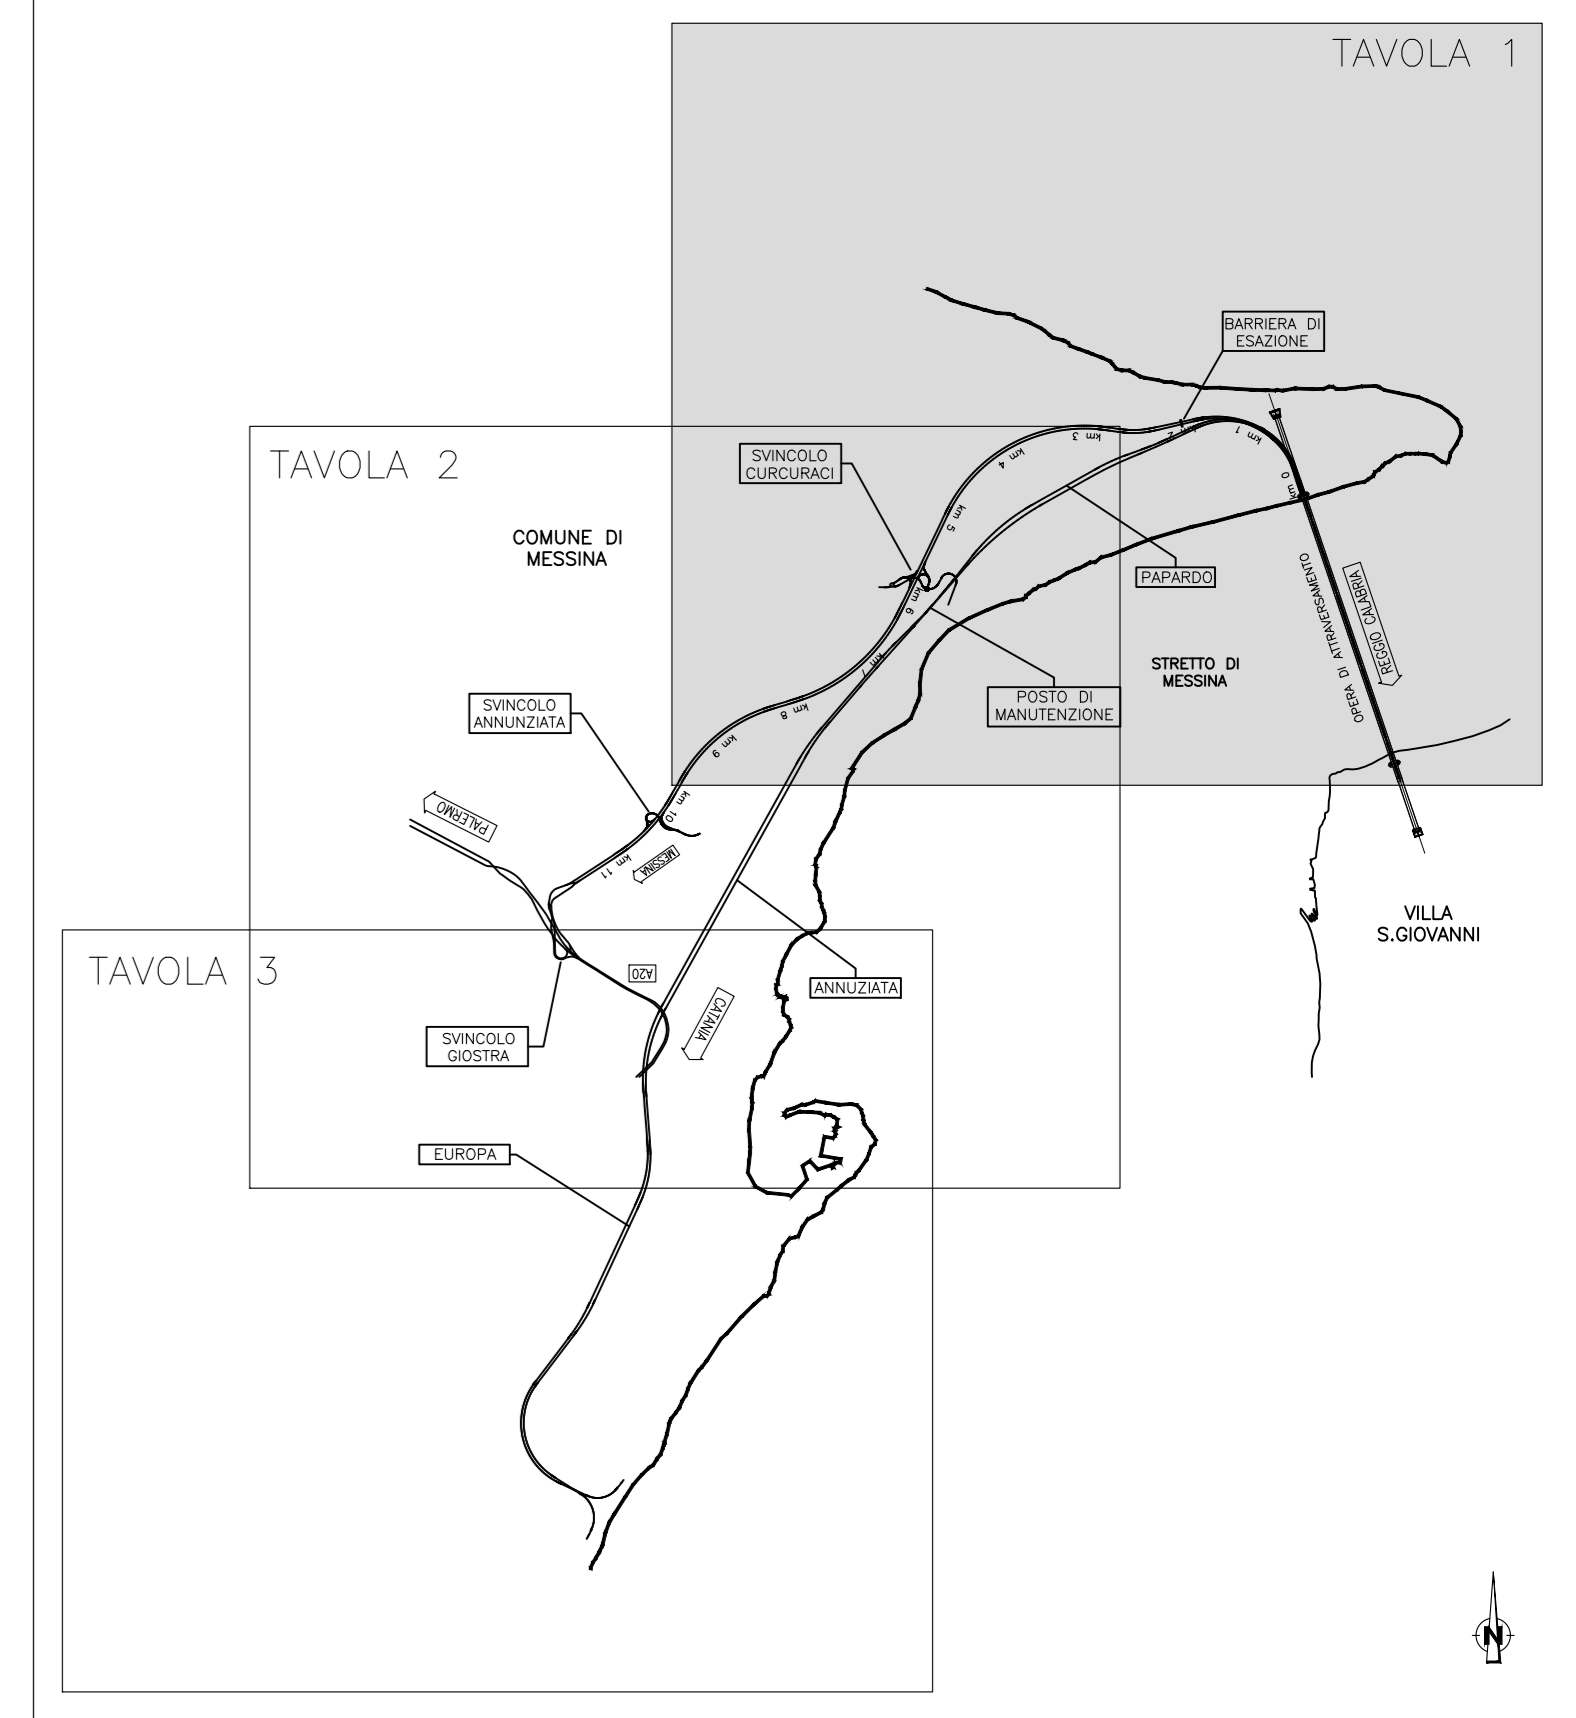 TAVOLA 1
BARRIERA DI
ESAZIONE
km 0
km 1
km 2
km 3
km 4
km 5
km 6
km 7
km 8
km 9
km 10
km 11
TAVOLA 2
SVINCOLO
CURCURACI
COMUNE DI
MESSINA
PAPARDO
OPERA DI ATTRAVERSAMENTO
REGGIO CALABRIA
STRETTO DI
MESSINA
POSTO DI
MANUTENZIONE
SVINCOLO
ANNUNZIATA
PALERMO
MESSINA
VILLA
S.GIOVANNI
TAVOLA 3
A20
ANNUZIATA
CATANIA
SVINCOLO
GIOSTRA
EUROPA
N